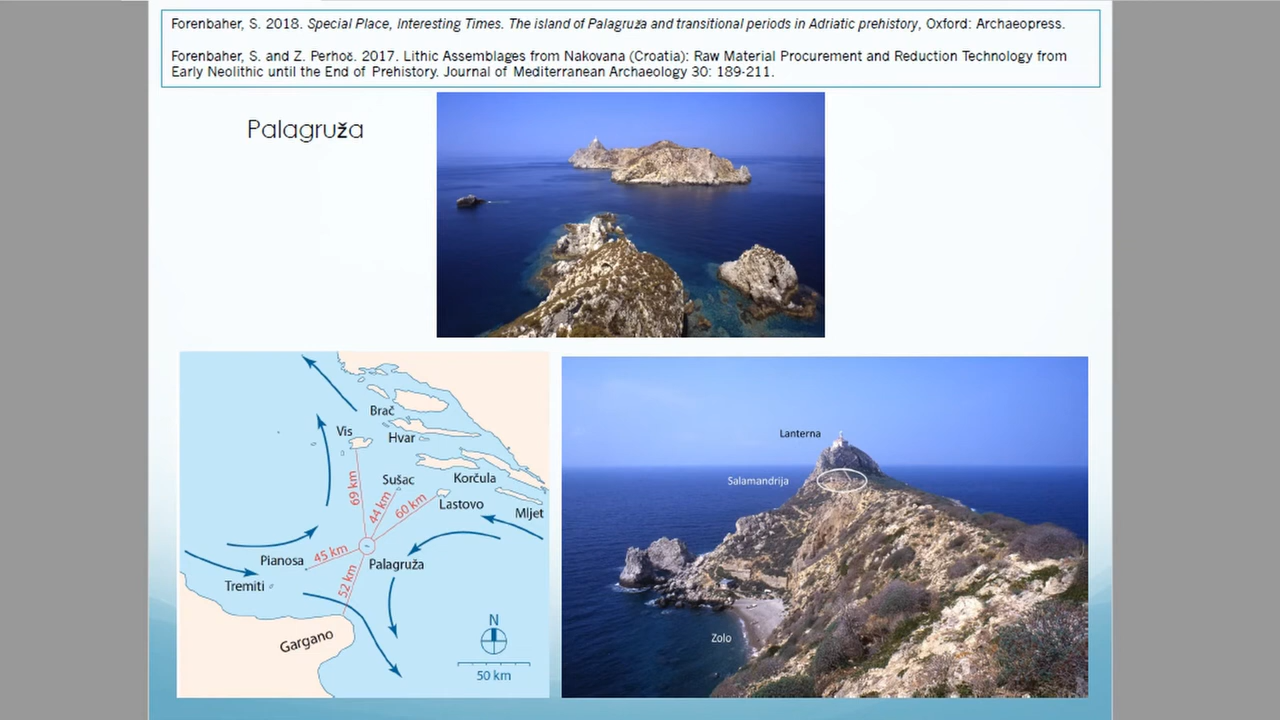 Forenbaher, S. 2018. Special Place, Interesting Times. The island of Palagruža and transitional periods in Adriatic prehistory, Oxford: Archaeopress.
Forenbaher, S. and Z. Perhoč. 2017. Lithic Assemblages from Nakovana (Croatia): Raw Material Procurement and Reduction Technology from
Early Neolithic until the End of Prehistory. Journal of Mediterranean Archaeology 30: 189-211.
Palagruža
Brač
Vis
Hvar
69 km
Sušac
44 km
Korčula
60 km
Lastovo
Mljet
Pianosa
45 km
Palagruža
Tremiti
52 km
Gargano
N
50 km
Lanterna
Salamandrija
Zolo